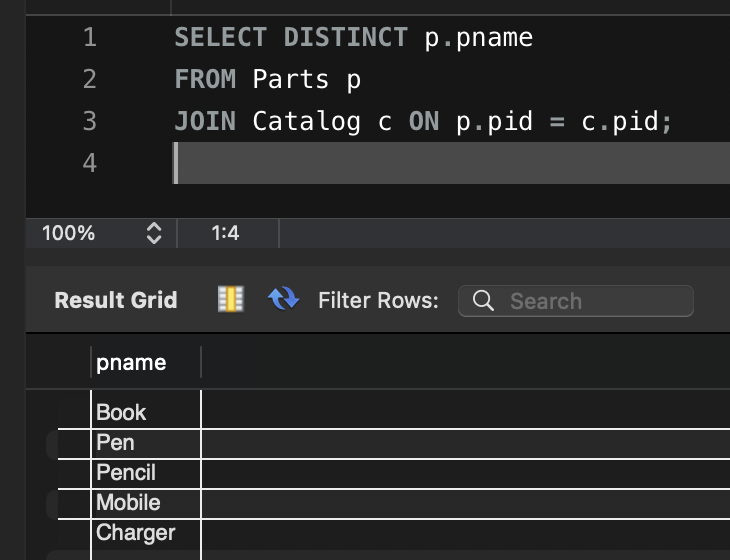 1 SELECT DISTINCT p.pname
2 FROM Parts p
3 JOIN Catalog c ON p.pid = c.pid;
4
100% 1:4
Result Grid Filter Rows: Search
pname
Book
Pen
Pencil
Mobile
Charger